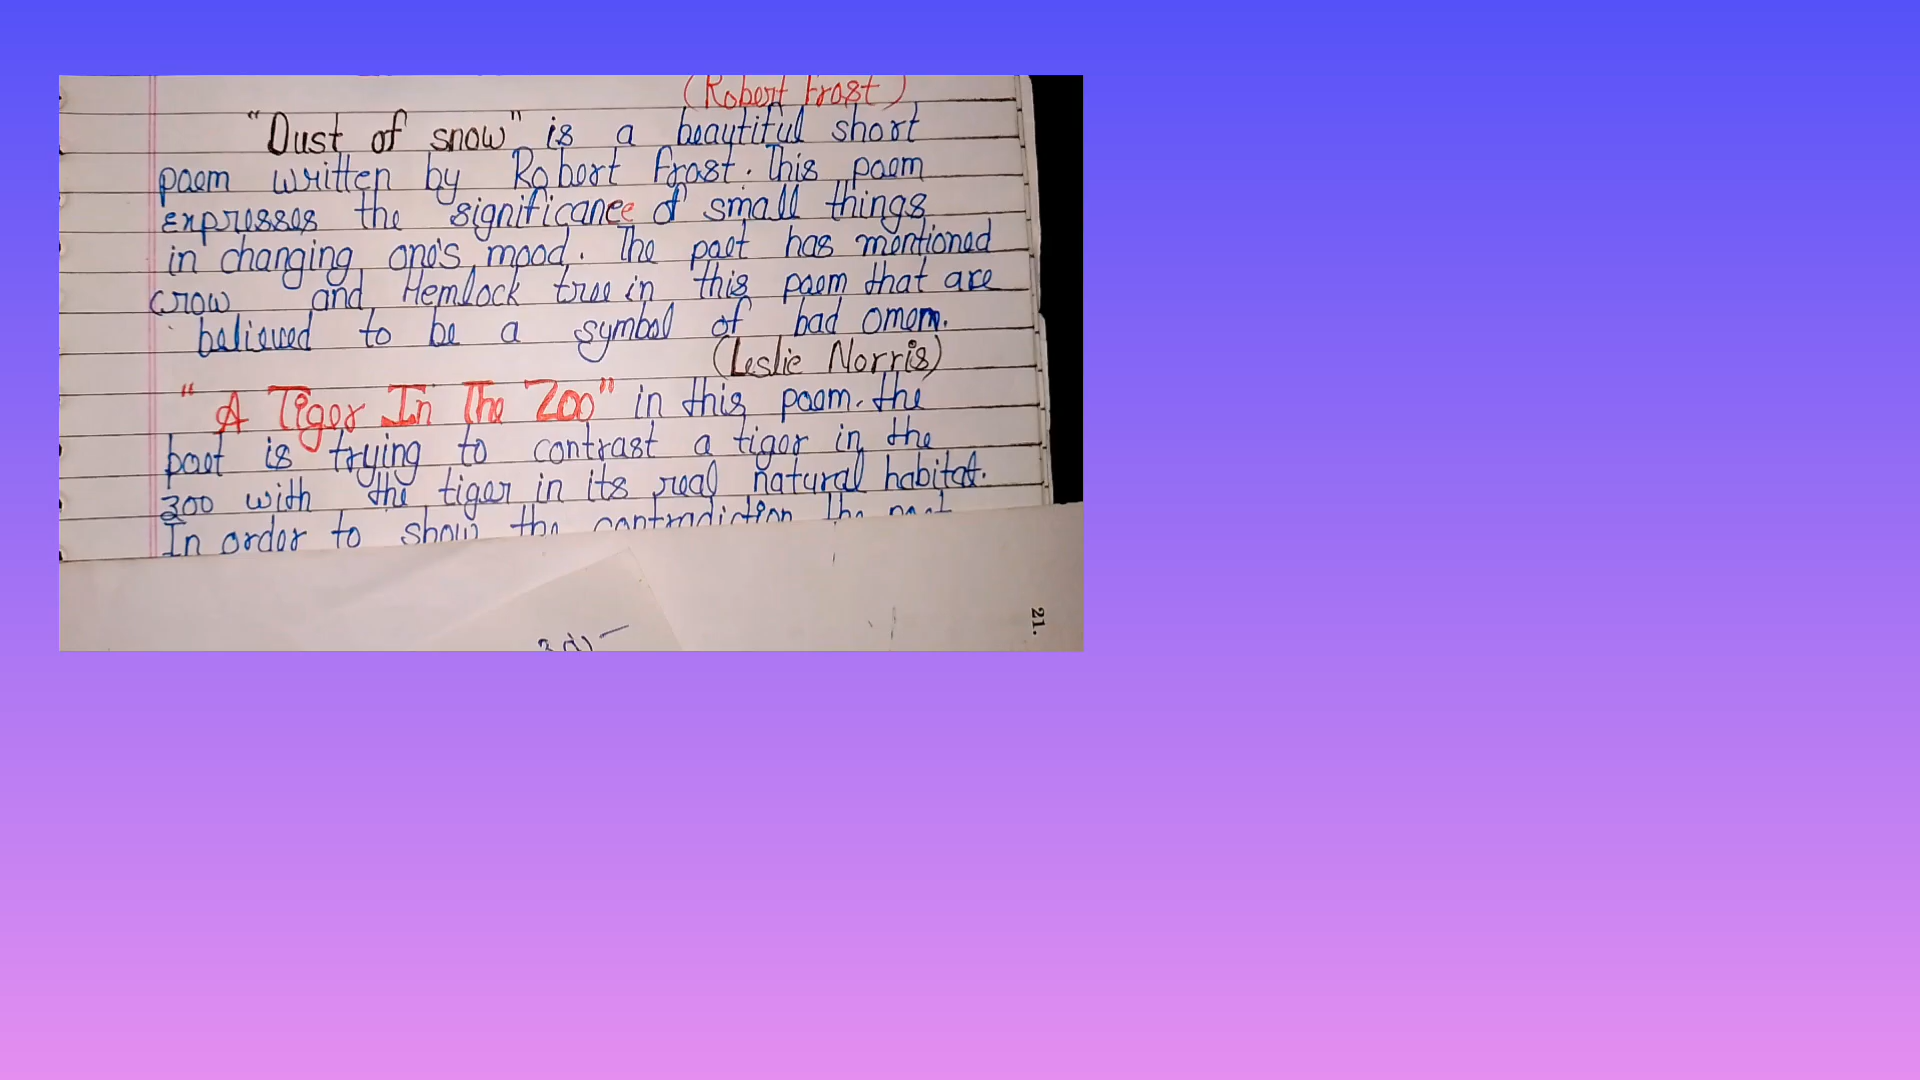 (Robert Frost)
"Dust of snow" is a beautiful short
poem written by Robert Frost. This poem
expresses the significance of small things
in changing one's mood. The poet has mentioned
crow and Hemlock tree in this poem that are
believed to be a symbol of bad omem.
(Leslie Norris)
"A Tiger In The Zoo" in this poem. the
poet is trying to contrast a tiger in the
zoo with the tiger in its real natural habitat.
In order to show the contradiction The poet
21.